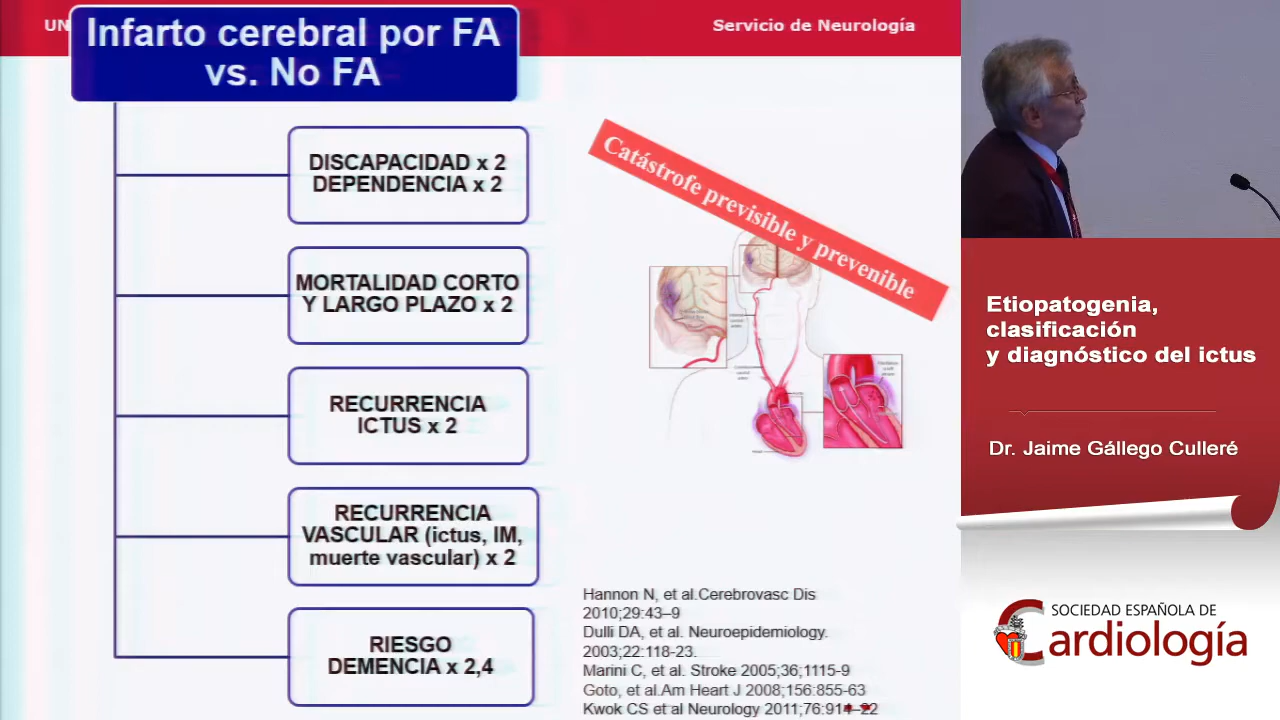 UN
Servicio de Neurología
Infarto cerebral por FA
vs. No FA
DISCAPACIDAD x 2
DEPENDENCIA x 2
MORTALIDAD CORTO
Y LARGO PLAZO x 2
RECURRENCIA
ICTUS x 2
RECURRENCIA
VASCULAR (ictus, IM,
muerte vascular) x 2
RIESGO
DEMENCIA x 2,4
Catástrofe previsible y prevenible
Hannon N, et al.Cerebrovasc Dis
2010;29:43–9
Dulli DA, et al. Neuroepidemiology.
2003;22:118-23.
Marini C, et al. Stroke 2005;36;1115-9
Goto, et al.Am Heart J 2008;156:855-63
Kwok CS et al Neurology 2011;76:914–22
Etiopatogenia,
clasificación
y diagnóstico del ictus
Dr. Jaime Gállego Culleré
SOCIEDAD ESPAÑOLA DE
Cardiología